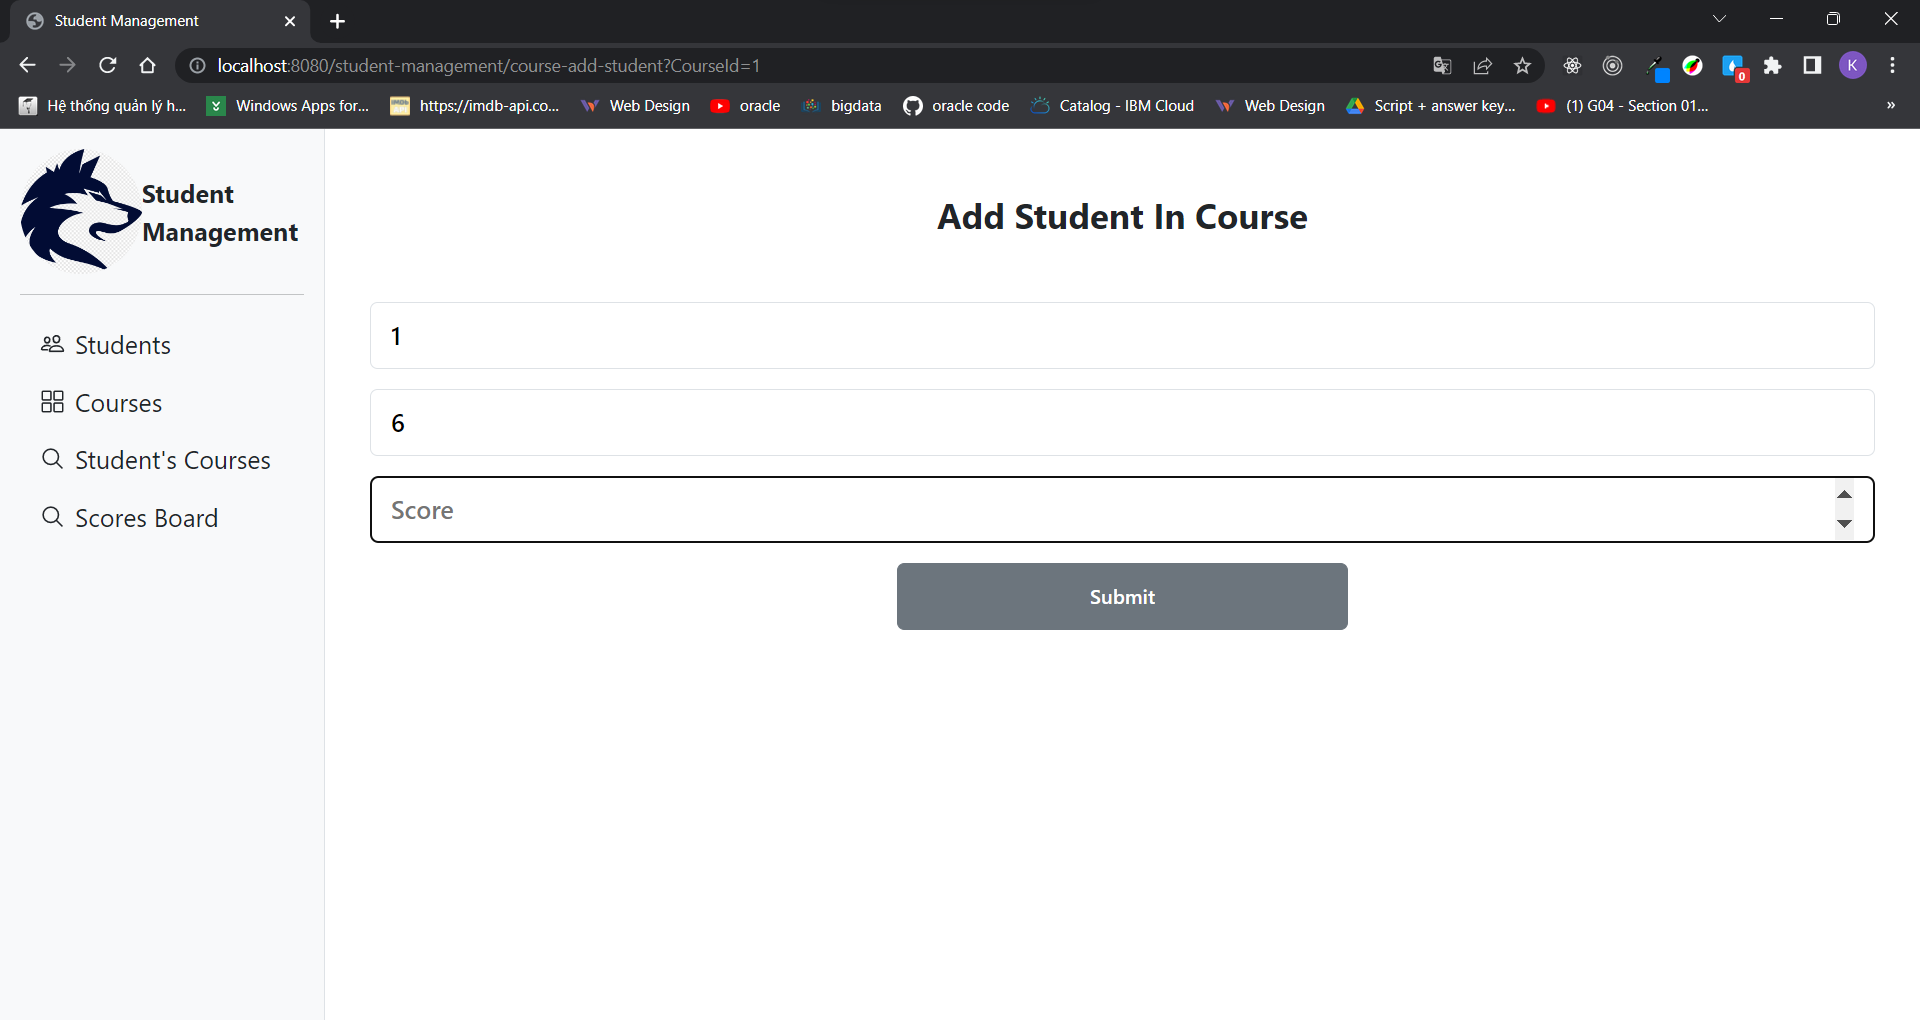 Student Management
localhost:8080/student-management/course-add-student?CourseId=1
0
K
Hệ thống quản lý h...
Windows Apps for...
https://imdb-api.co...
Web Design
oracle
bigdata
oracle code
Catalog - IBM Cloud
Web Design
Script + answer key...
(1) G04 - Section 01...
»
Student
Management
Students
Courses
Student's Courses
Scores Board
Add Student In Course
1
6
Score
Submit